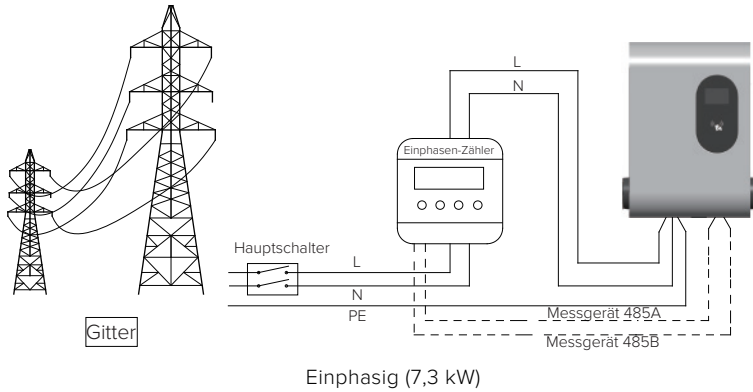 L
N
Einphasen-Zähler
Hauptschalter
L
N
PE
Messgerät 485A
Messgerät 485B
Gitter
Einphasig (7,3 kW)